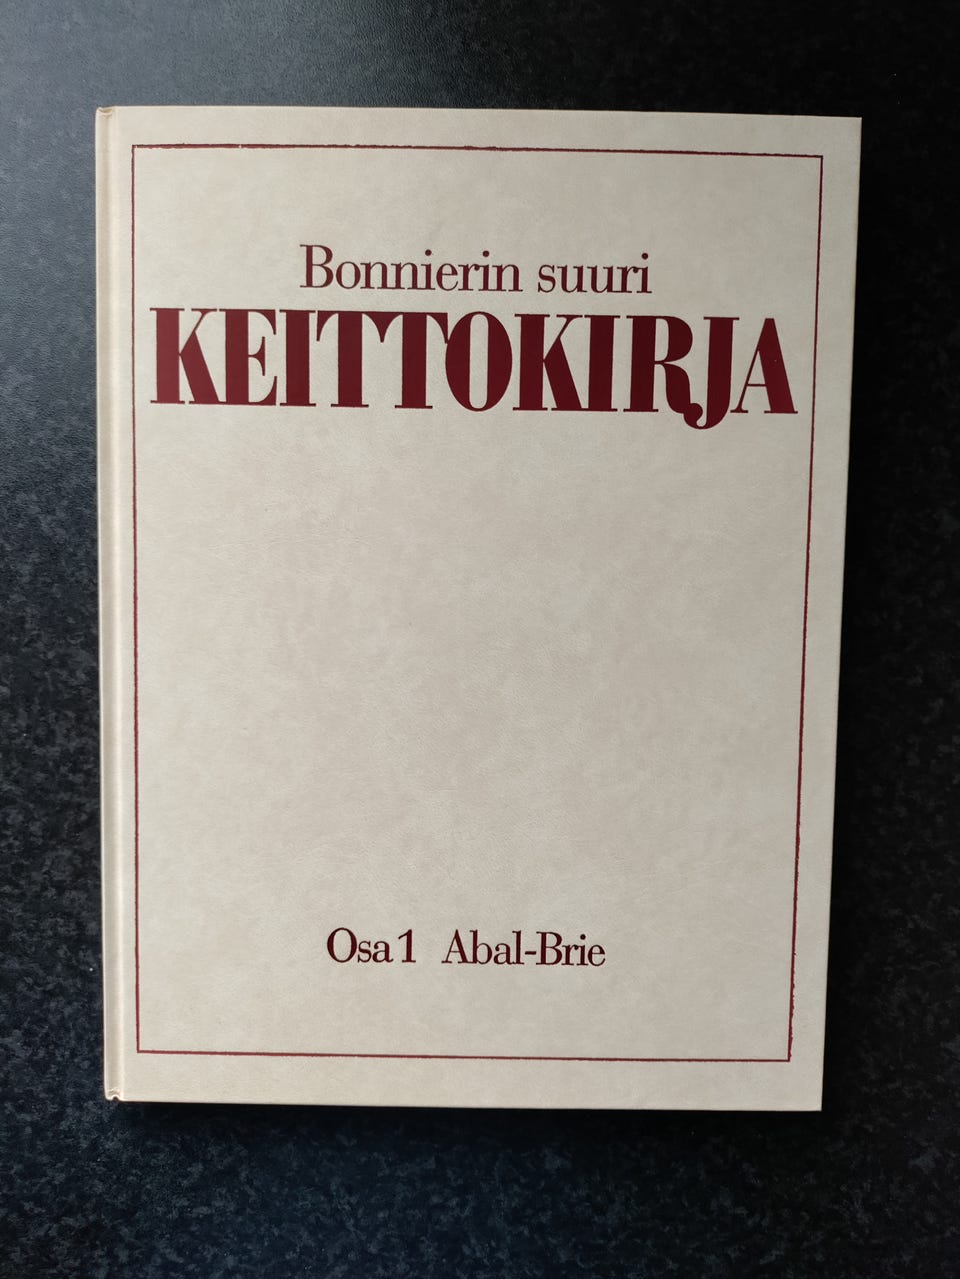 Bonnierin suuri
KEITTOKIRJA
Osa 1 Abal-Brie